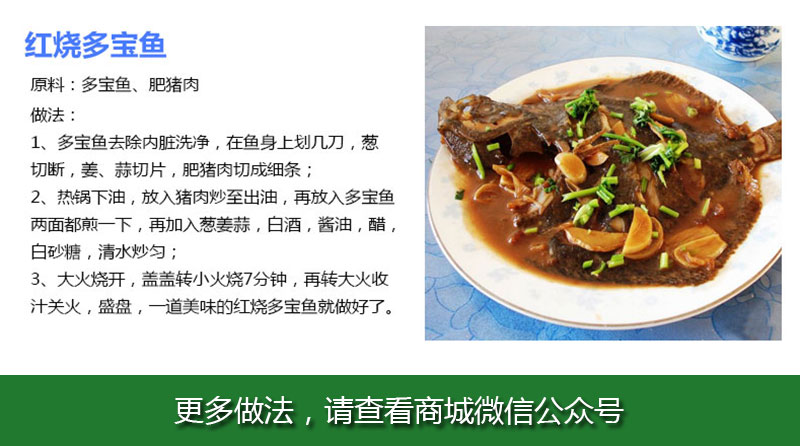 红烧多宝鱼
原料：多宝鱼、肥猪肉
做法：
1、多宝鱼去除内脏洗净，在鱼身上划几刀，葱
切断，姜、蒜切片，肥猪肉切成细条；
2、热锅下油，放入猪肉炒至出油，再放入多宝鱼
两面都煎一下，再加入葱姜蒜，白酒，酱油，醋，
白砂糖，清水炒匀；
3、大火烧开，盖盖转小火烧7分钟，再转大火收
汁关火，盛盘，一道美味的红烧多宝鱼就做好了。
更多做法，请查看商城微信公众号